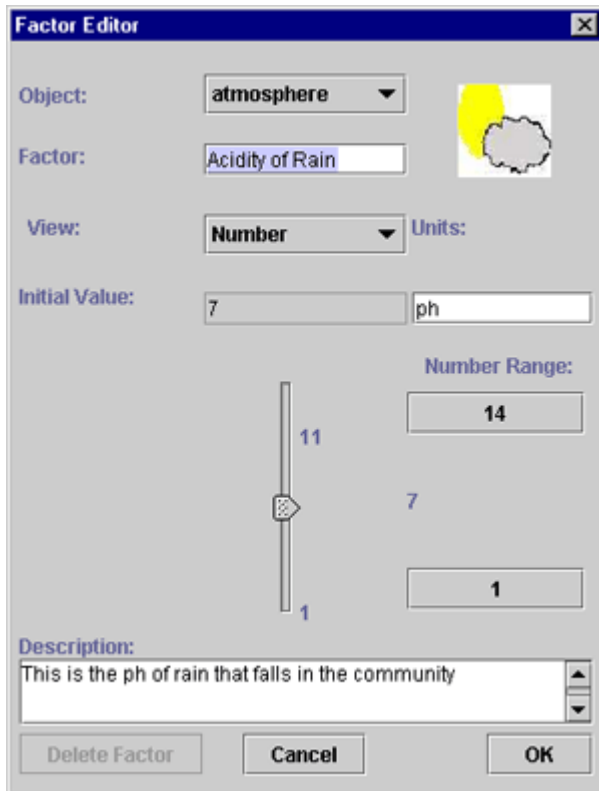 Factor Editor
Object: atmosphere
Factor: Acidity of Rain
View: Number Units:
Initial Value: 7 ph
Number Range:
14
11
7
1
1
Description:
This is the ph of rain that falls in the community
Delete Factor Cancel OK